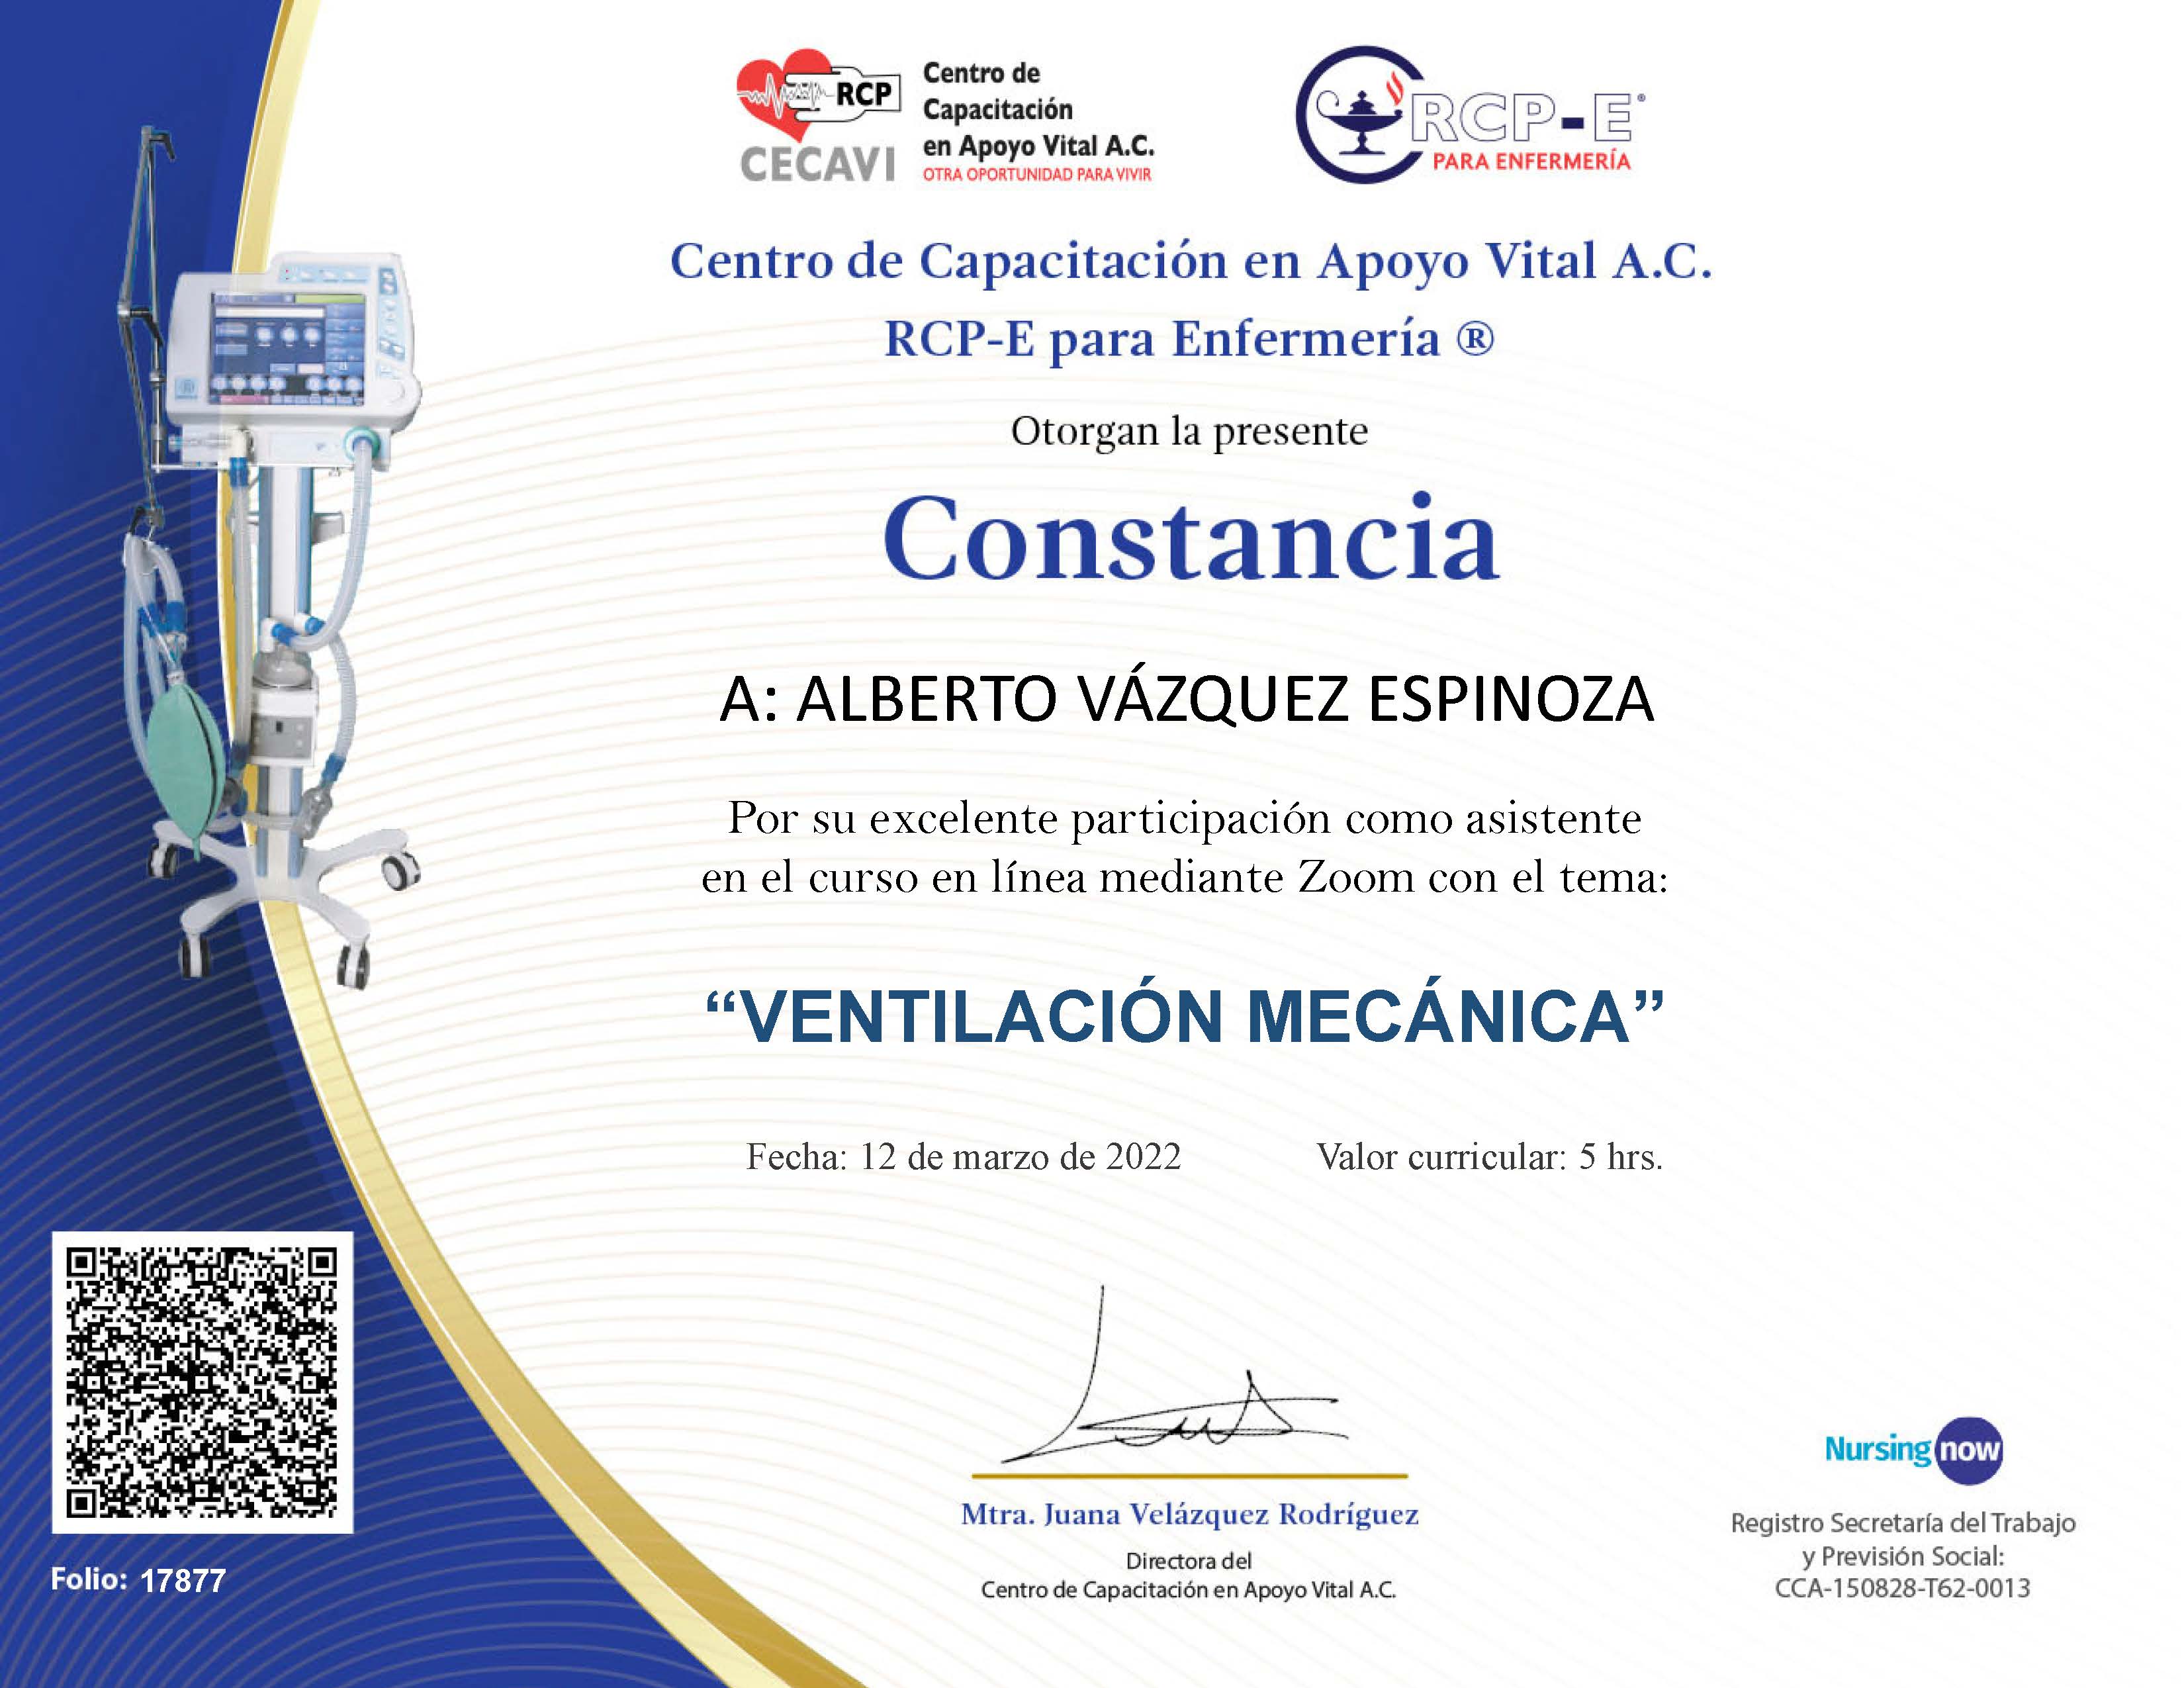 RCP
CECAVI
Centro de
Capacitación
en Apoyo Vital A.C.
OTRA OPORTUNIDAD PARA VIVIR
RCP-E®
PARA ENFERMERÍA
Centro de Capacitación en Apoyo Vital A.C.
RCP-E para Enfermería ®
Otorgan la presente
Constancia
A: ALBERTO VÁZQUEZ ESPINOZA
Por su excelente participación como asistente
en el curso en línea mediante Zoom con el tema:
“VENTILACIÓN MECÁNICA”
Fecha: 12 de marzo de 2022 Valor curricular: 5 hrs.
Mtra. Juana Velázquez Rodríguez
Directora del
Centro de Capacitación en Apoyo Vital A.C.
Folio: 17877
Nursing now
Registro Secretaría del Trabajo
y Previsión Social:
CCA-150828-T62-0013